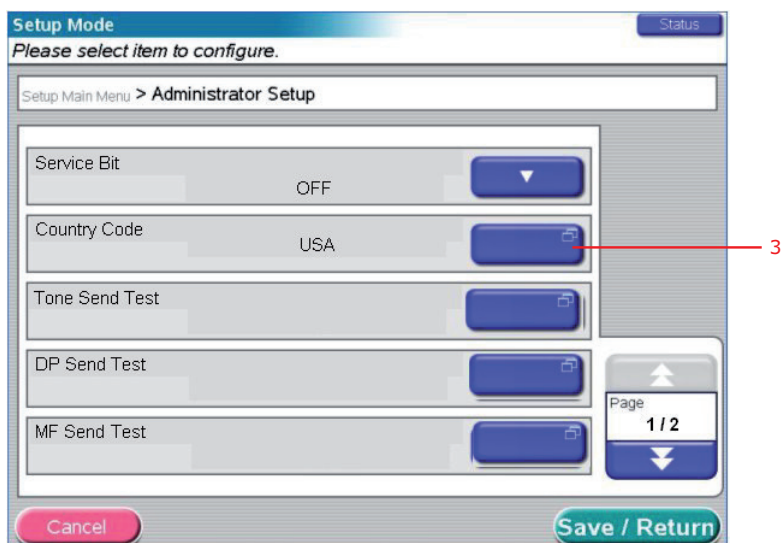 Setup Mode
Status
Please select item to configure.
Setup Main Menu > Administrator Setup
Service Bit
OFF
Country Code
USA
3
Tone Send Test
DP Send Test
Page
1/2
MF Send Test
Cancel
Save / Return